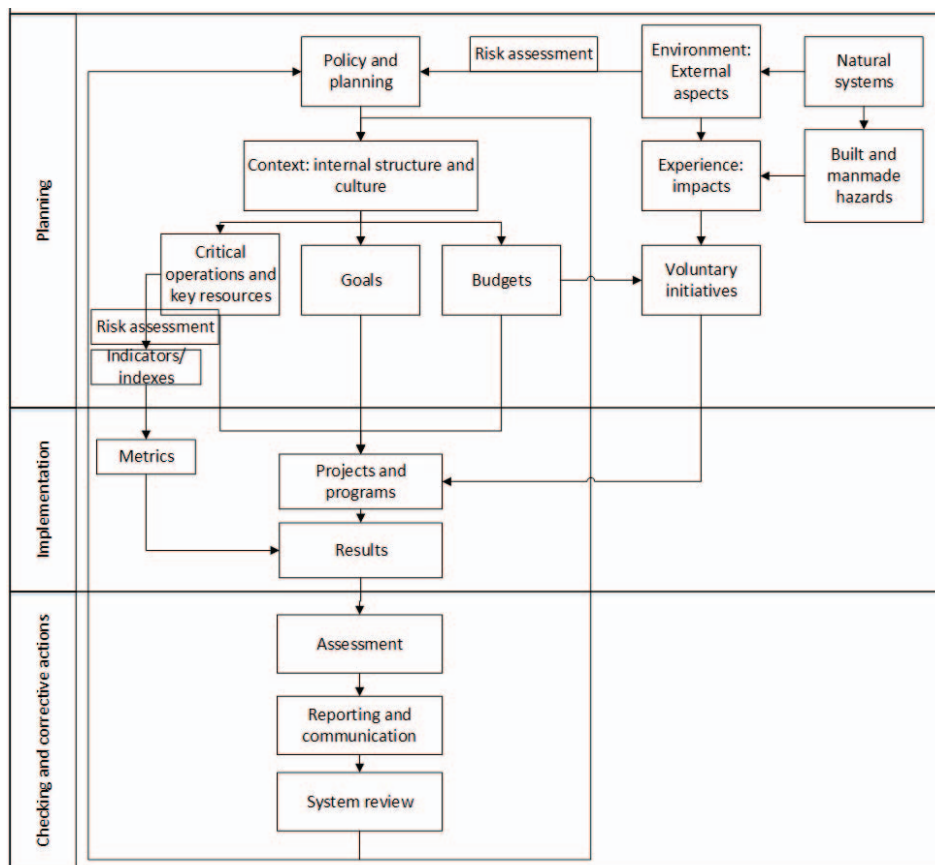 Planning
Policy and
planning
Risk assessment
Environment:
External
aspects
Natural
systems
Context: internal structure and
culture
Experience:
impacts
Built and
manmade
hazards
Critical
operations and
key resources
Goals
Budgets
Voluntary
initiatives
Risk assessment
Indicators/
indexes
Implementation
Metrics
Projects and
programs
Results
Checking and corrective actions
Assessment
Reporting and
communication
System review